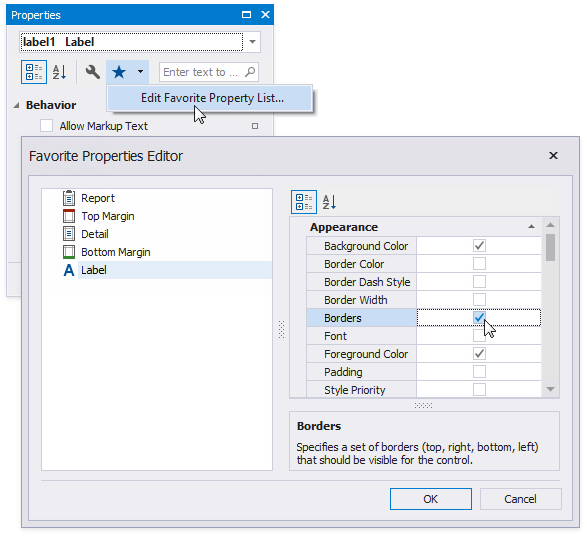 Properties
label1 Label
Enter text to ...
Edit Favorite Property List...
Behavior
Allow Markup Text
Favorite Properties Editor
Report
Top Margin
Detail
Bottom Margin
A Label
Appearance
Background Color
Border Color
Border Dash Style
Border Width
Borders
Font
Foreground Color
Padding
Style Priority
Borders
Specifies a set of borders (top, right, bottom, left)
that should be visible for the control.
OK
Cancel